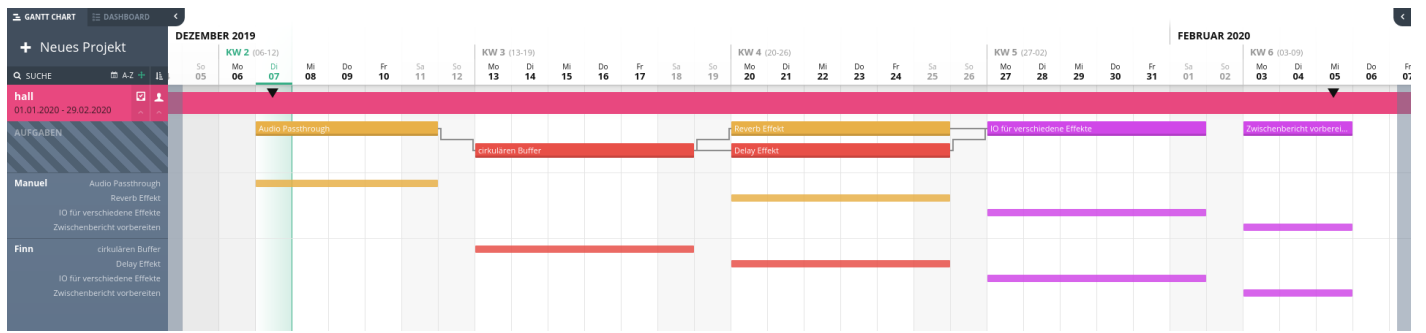 GANTT CHART DASHBOARD
DEZEMBER 2019 FEBRUAR 2020
+ Neues Projekt
KW 2 (06-12) KW 3 (13-19) KW 4 (20-26) KW 5 (27-02) KW 6 (03-09)
So Mo Di Mi Do Fr Sa So Mo Di Mi Do Fr Sa So Mo Di Mi Do Fr Sa So Mo Di Mi Do Fr Sa So Mo Di Mi Do Fr
SUCHE A-Z +
05 06 07 08 09 10 11 12 13 14 15 16 17 18 19 20 21 22 23 24 25 26 27 28 29 30 31 01 02 03 04 05 06 07
hall
01.01.2020 - 29.02.2020
AUFGABEN
Audio Passthrough Reverb Effekt IO für verschiedene Effekte Zwischenbericht vorberei...
cirkulären Buffer Delay Effekt
Manuel Audio Passthrough
Reverb Effekt
IO für verschiedene Effekte
Zwischenbericht vorbereiten
Finn cirkulären Buffer
Delay Effekt
IO für verschiedene Effekte
Zwischenbericht vorbereiten